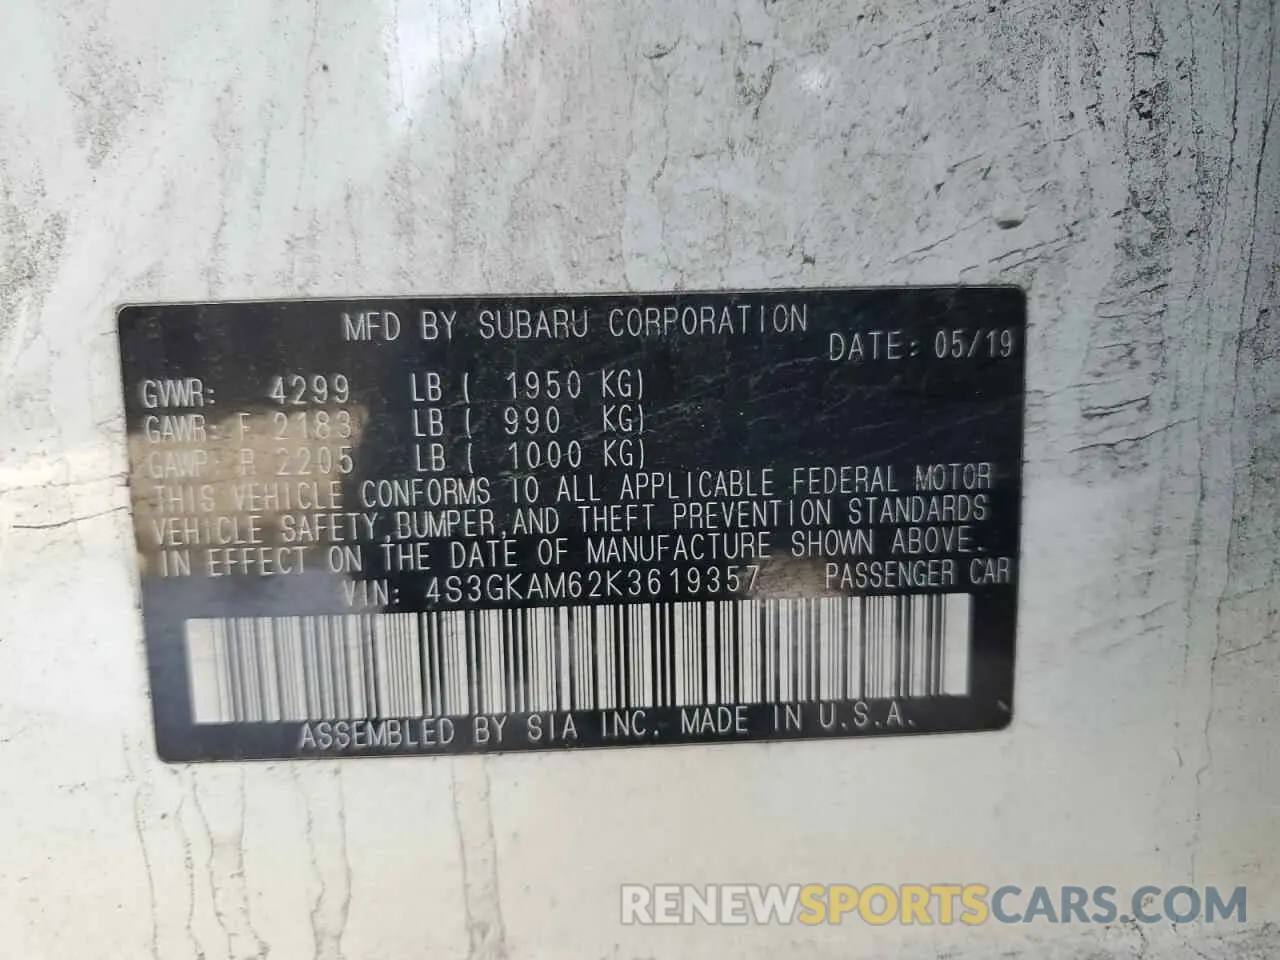 MFD BY SUBARU CORPORATION
DATE: 05/19
GVWR: 4299 LB ( 1950 KG)
GAWR: F 2183 LB ( 990 KG)
GAWR: R 2205 LB ( 1000 KG)
THIS VEHICLE CONFORMS TO ALL APPLICABLE FEDERAL MOTOR
VEHICLE SAFETY, BUMPER, AND THEFT PREVENTION STANDARDS
IN EFFECT ON THE DATE OF MANUFACTURE SHOWN ABOVE.
VIN: 4S3GKAM62K3619357 PASSENGER CAR
ASSEMBLED BY SIA INC. MADE IN U.S.A.
RENEWSPORTSCARS.COM